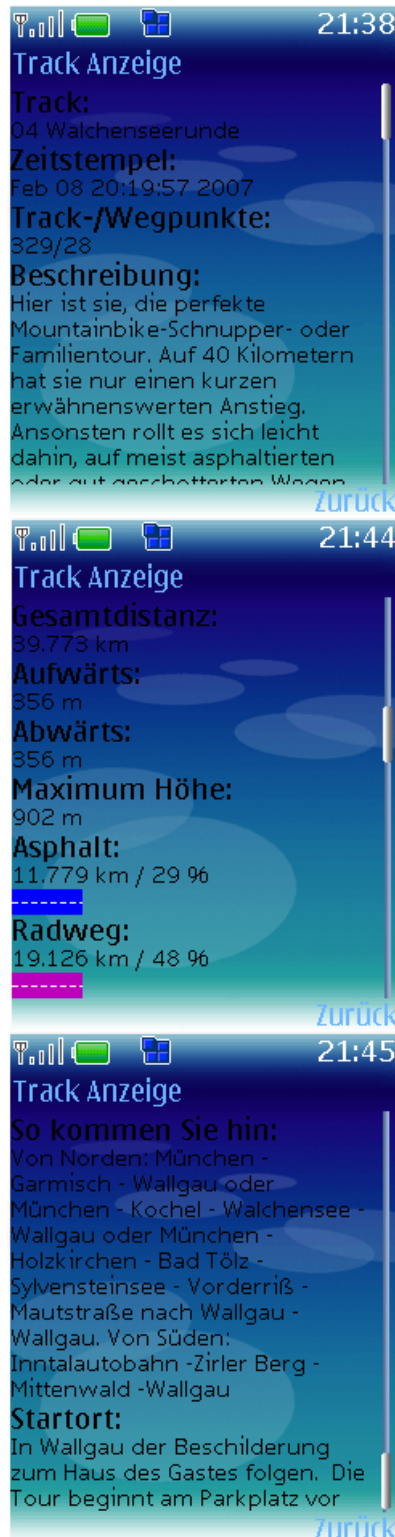 21:38
Track Anzeige
Track:
04 Walchenseerunde
Zeitstempel:
Feb 08 20:19:57 2007
Track-/Wegpunkte:
329/28
Beschreibung:
Hier ist sie, die perfekte
Mountainbike-Schnupper- oder
Familientour. Auf 40 Kilometern
hat sie nur einen kurzen
erwähnenswerten Anstieg.
Ansonsten rollt es sich leicht
dahin, auf meist asphaltierten
oder gut geschotterten Wegen
Zurück
21:44
Track Anzeige
Gesamtdistanz:
39.773 km
Aufwärts:
356 m
Abwärts:
356 m
Maximum Höhe:
902 m
Asphalt:
11.779 km / 29 %
Radweg:
19.126 km / 48 %
Zurück
21:45
Track Anzeige
So kommen Sie hin:
Von Norden: München -
Garmisch - Wallgau oder
München - Kochel - Walchensee -
Wallgau oder München -
Holzkirchen - Bad Tölz -
Sylvensteinsee - Vorderriß -
Mautstraße nach Wallgau -
Wallgau. Von Süden:
Inntalautobahn -Zirler Berg -
Mittenwald -Wallgau
Startort:
In Wallgau der Beschilderung
zum Haus des Gastes folgen. Die
Tour beginnt am Parkplatz vor
Zurück